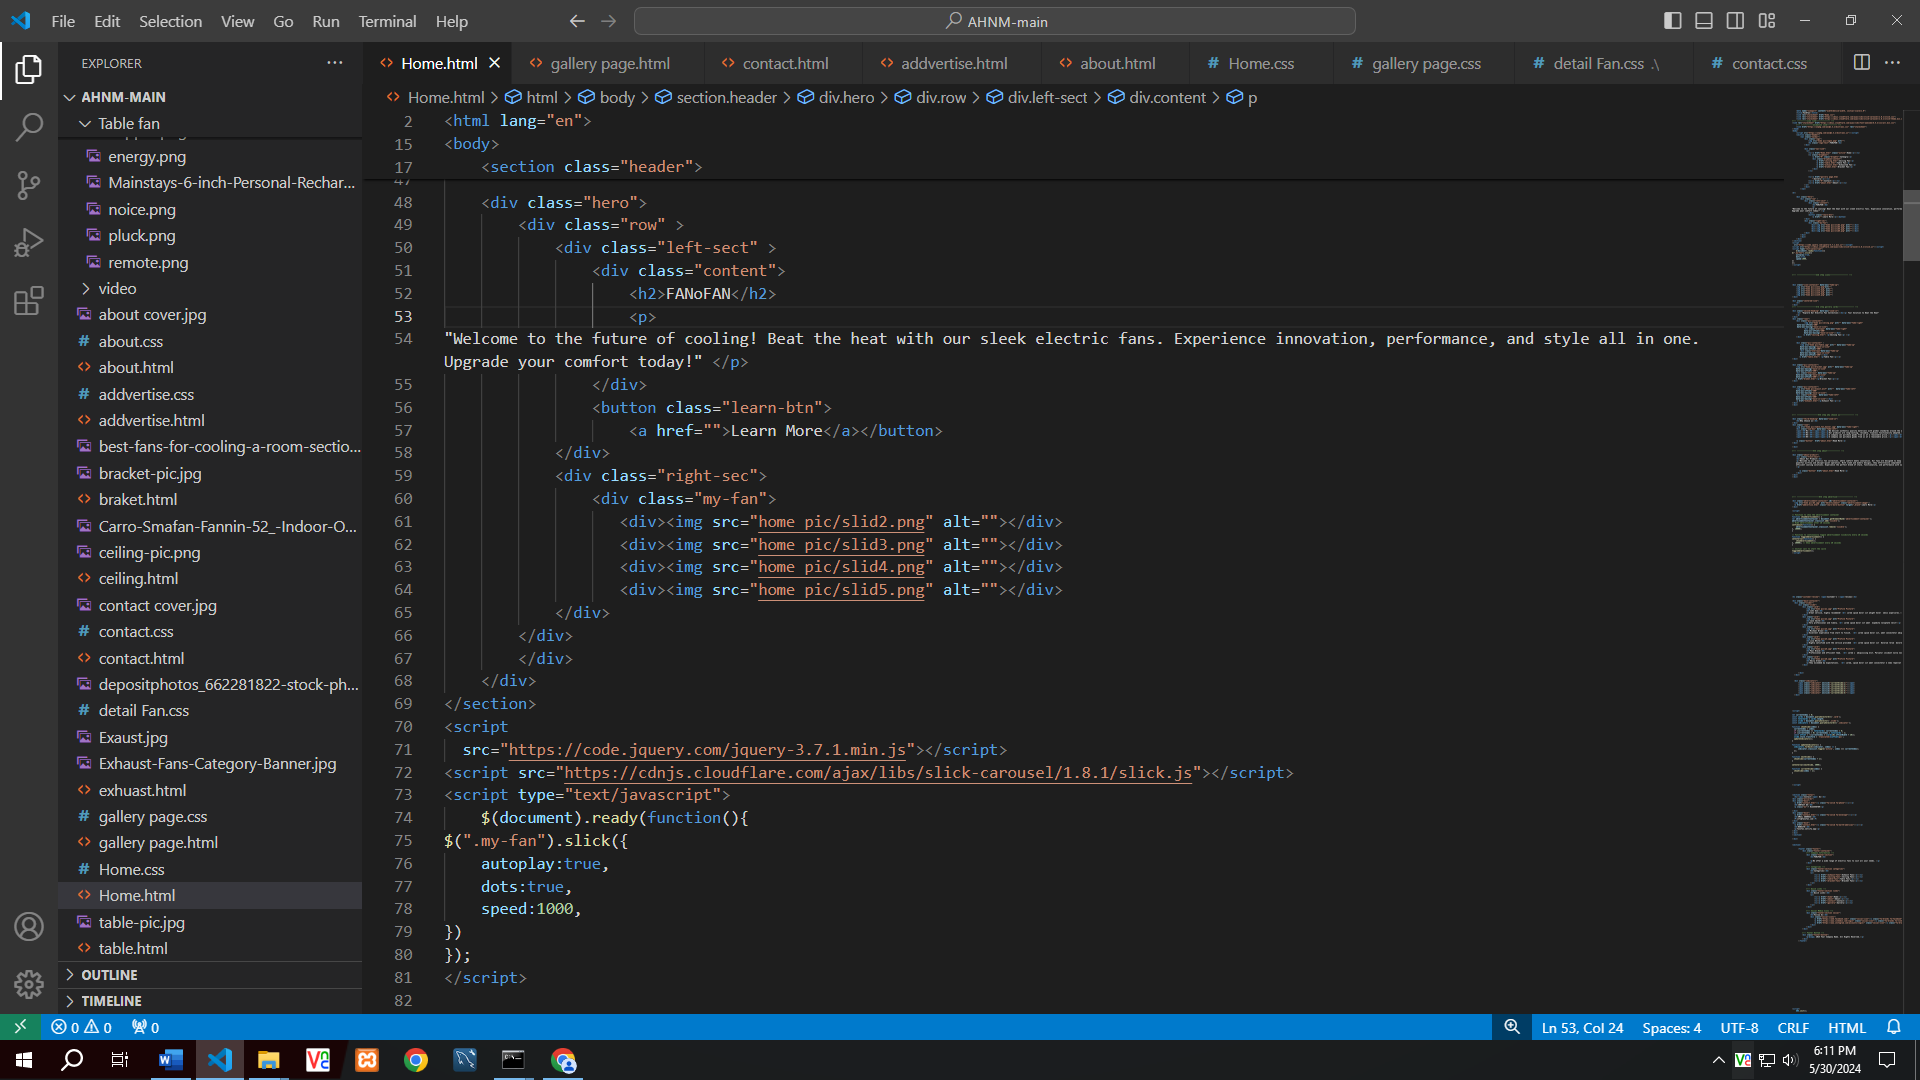 File Edit Selection View Go Run Terminal Help
AHNM-main
EXPLORER
Home.html
gallery page.html
contact.html
addvertise.html
about.html
# Home.css
# gallery page.css
# detail Fan.css .\
# contact.css
AHNM-MAIN
Table fan
energy.png
Mainstays-6-inch-Personal-Rechar...
noice.png
pluck.png
remote.png
video
about cover.jpg
# about.css
about.html
# addvertise.css
addvertise.html
best-fans-for-cooling-a-room-sectio...
bracket-pic.jpg
braket.html
Carro-Smafan-Fannin-52_-Indoor-O...
ceiling-pic.png
ceiling.html
contact cover.jpg
# contact.css
contact.html
depositphotos_662281822-stock-ph...
# detail Fan.css
Exaust.jpg
Exhaust-Fans-Category-Banner.jpg
exhuast.html
# gallery page.css
gallery page.html
# Home.css
Home.html
table-pic.jpg
table.html
OUTLINE
TIMELINE
Home.html > html > body > section.header > div.hero > div.row > div.left-sect > div.content > p
2 <html lang="en">
15 <body>
17 <section class="header">
47
48 <div class="hero">
49 <div class="row" >
50 <div class="left-sect" >
51 <div class="content">
52 <h2>FANoFAN</h2>
53 <p>
54 "Welcome to the future of cooling! Beat the heat with our sleek electric fans. Experience innovation, performance, and style all in one.
Upgrade your comfort today!" </p>
55 </div>
56 <button class="learn-btn">
57 <a href="">Learn More</a></button>
58 </div>
59 <div class="right-sec">
60 <div class="my-fan">
61 <div><img src="home pic/slid2.png" alt=""></div>
62 <div><img src="home pic/slid3.png" alt=""></div>
63 <div><img src="home pic/slid4.png" alt=""></div>
64 <div><img src="home pic/slid5.png" alt=""></div>
65 </div>
66 </div>
67 </div>
68 </div>
69 </section>
70 <script
71 src="https://code.jquery.com/jquery-3.7.1.min.js"></script>
72 <script src="https://cdnjs.cloudflare.com/ajax/libs/slick-carousel/1.8.1/slick.js"></script>
73 <script type="text/javascript">
74 $(document).ready(function(){
75 $(".my-fan").slick({
76 autoplay:true,
77 dots:true,
78 speed:1000,
79 })
80 });
81 </script>
82
0 0 0
Ln 53, Col 24 Spaces: 4 UTF-8 CRLF HTML
6:11 PM
5/30/2024